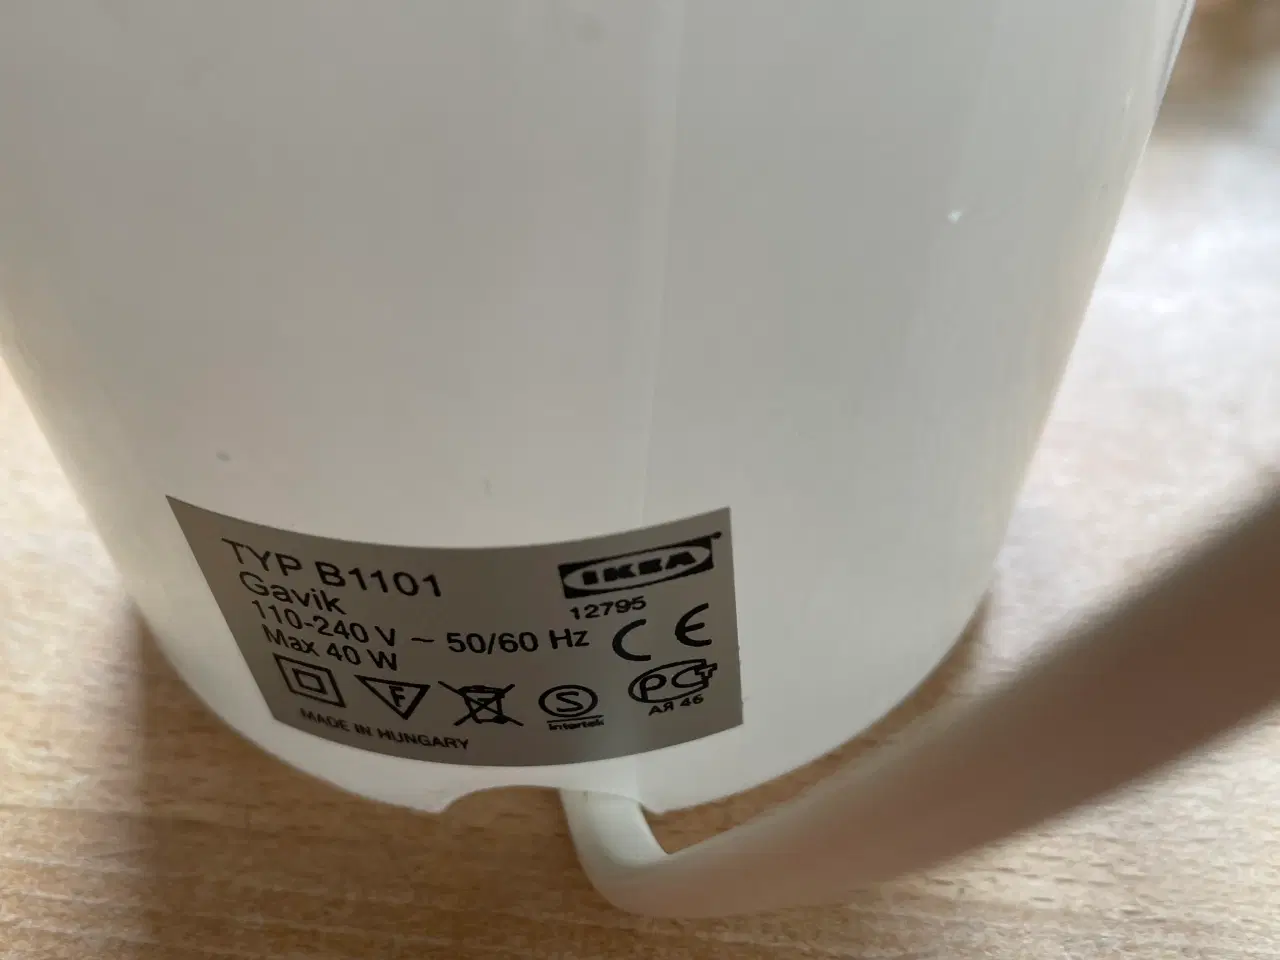 TYP B1101
Gavik
110-240 V ~ 50/60 Hz
Max 40 W
IKEA
12795
CE
F
S
Intertek
PCT
АЯ 46
MADE IN HUNGARY